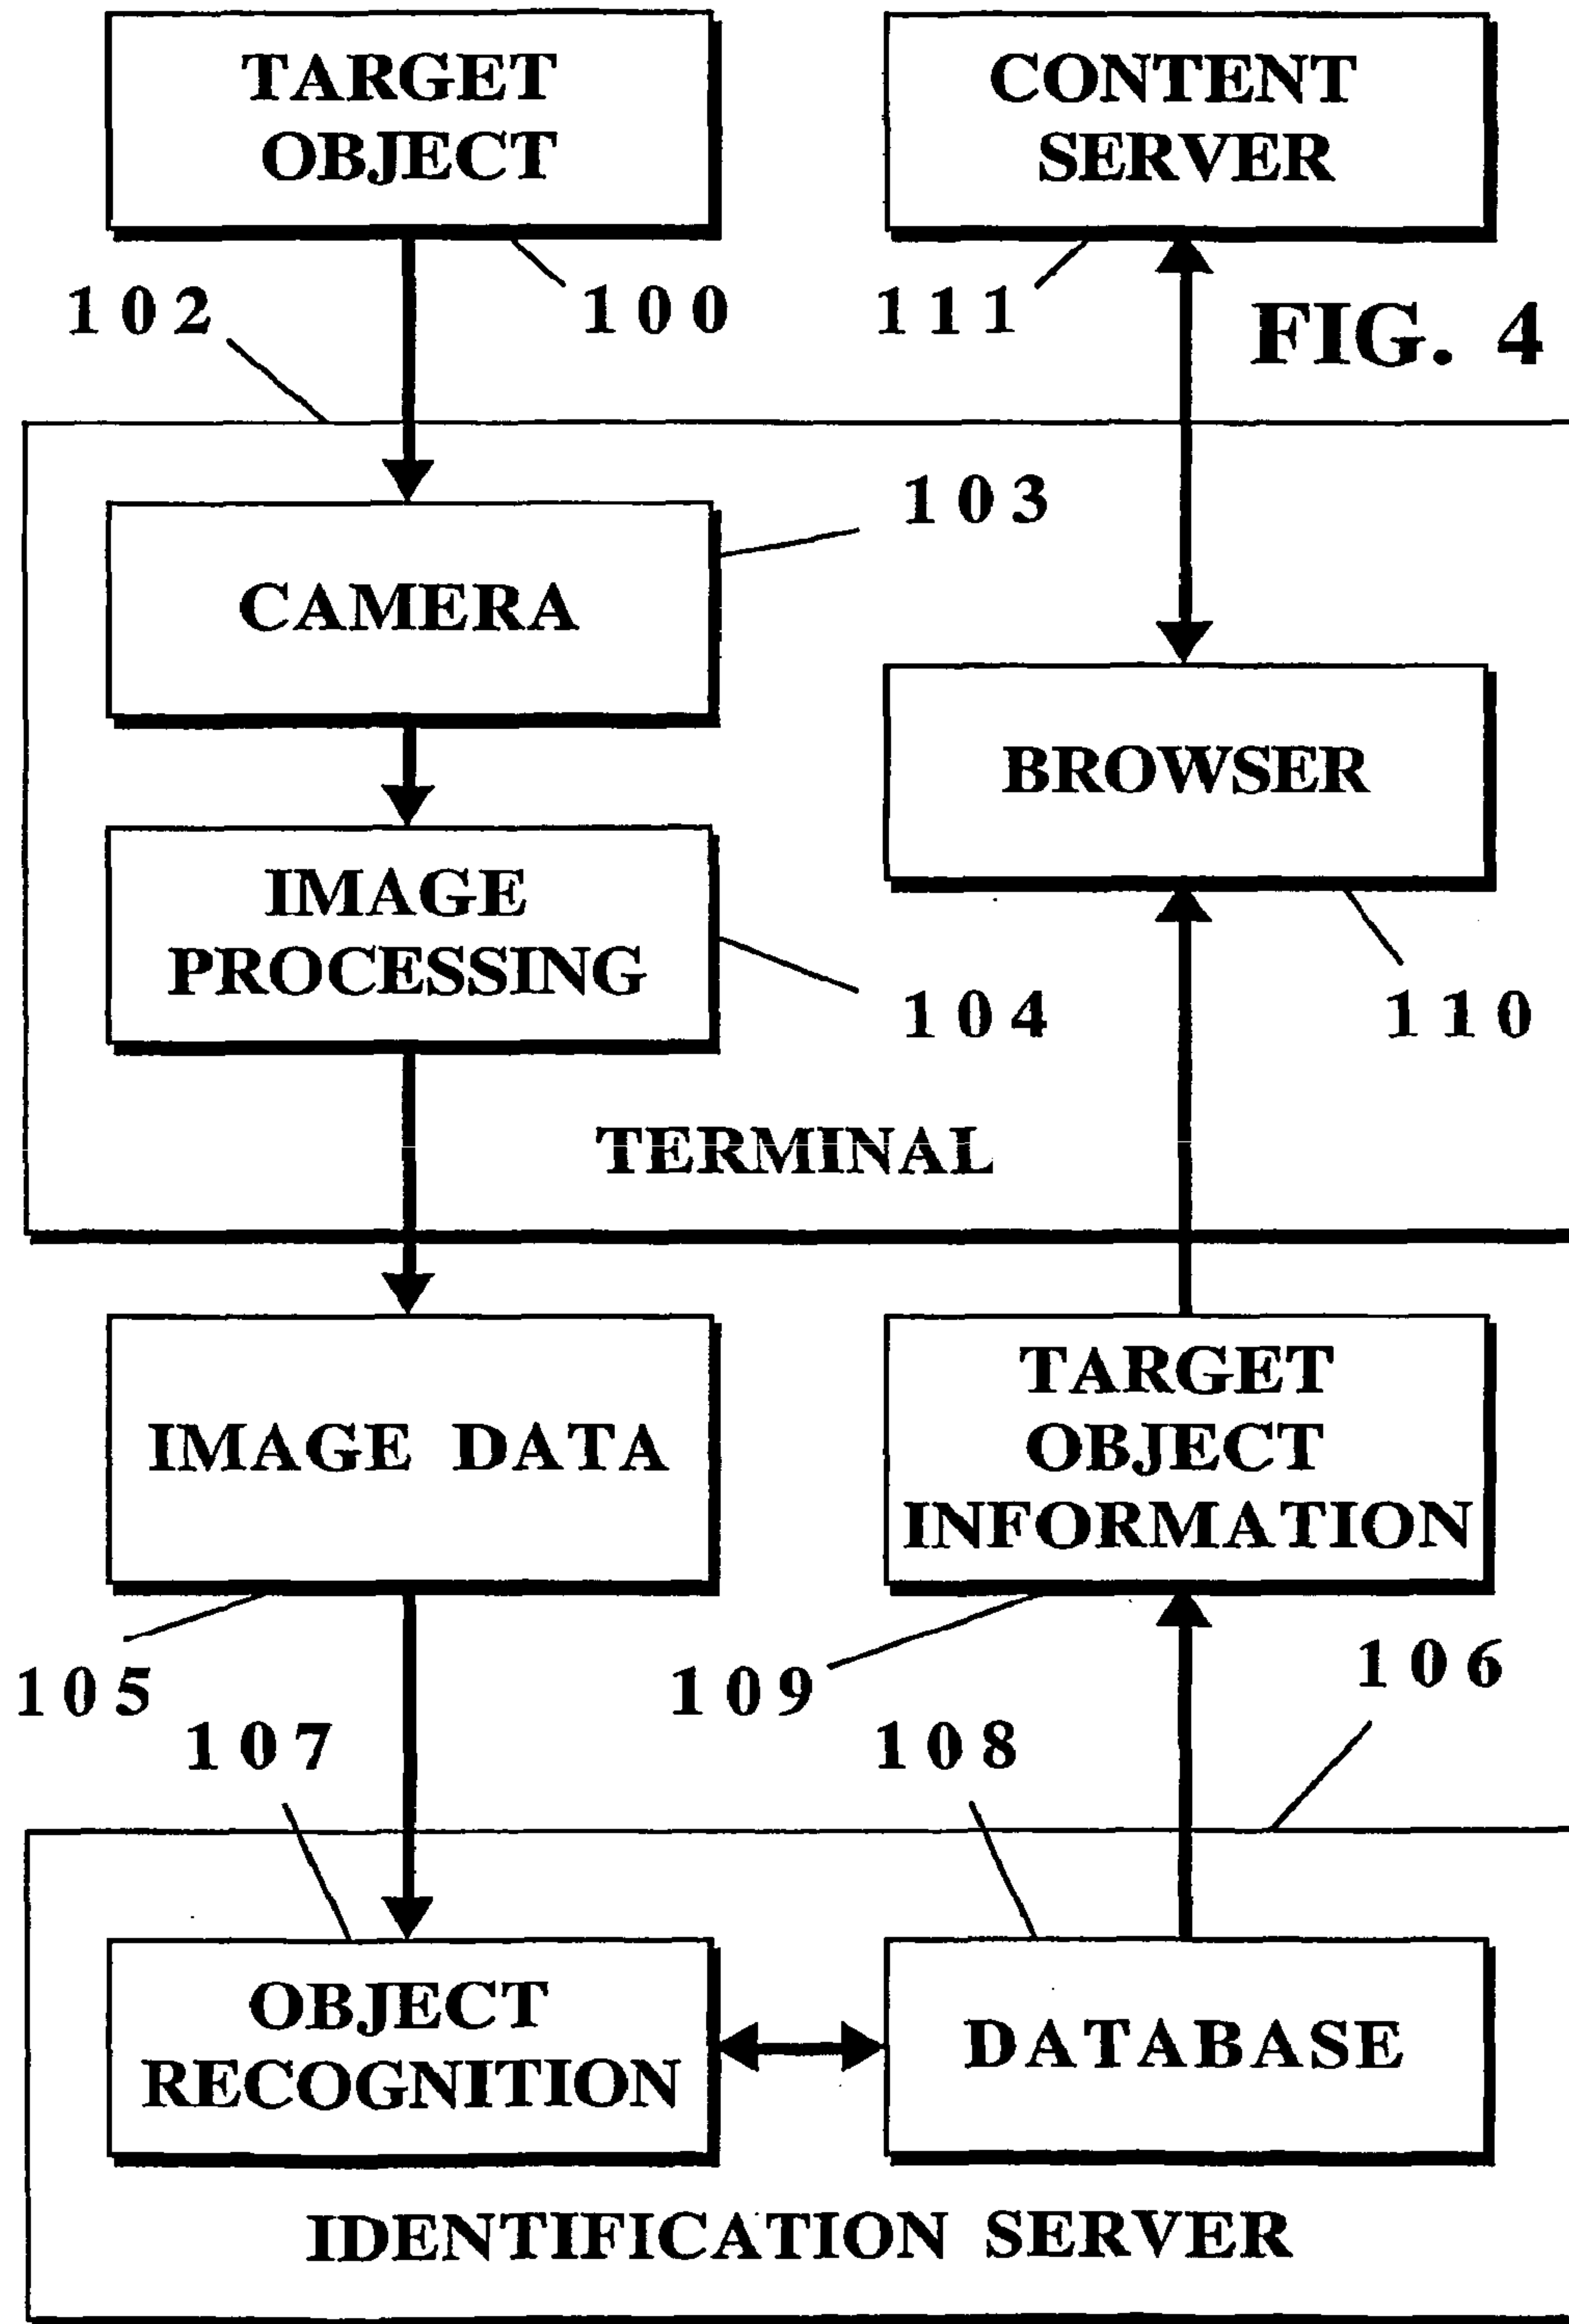 TARGET
OBJECT
CONTENT
SERVER
102
100
111
FIG. 4
103
CAMERA
BROWSER
IMAGE
PROCESSING
104
110
TERMINAL
IMAGE DATA
TARGET
OBJECT
INFORMATION
105
109
106
107
108
OBJECT
RECOGNITION
DATABASE
IDENTIFICATION SERVER